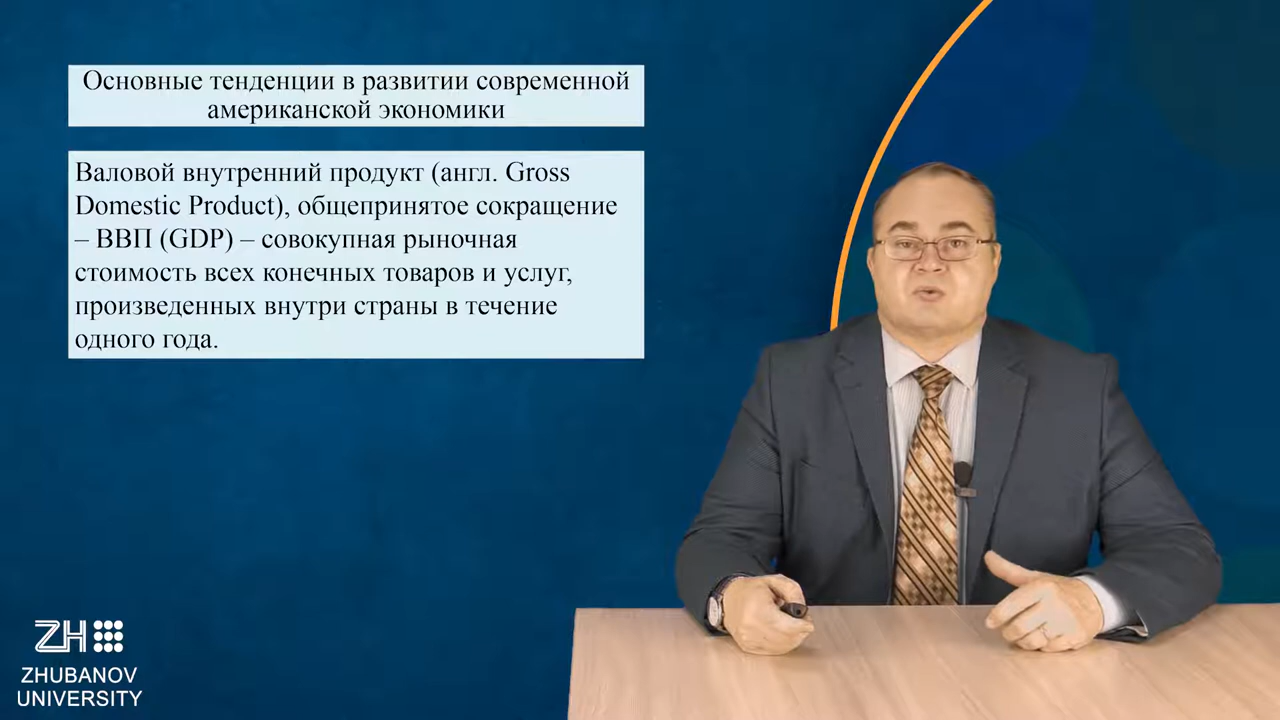 Основные тенденции в развитии современной
американской экономики
Валовой внутренний продукт (англ. Gross
Domestic Product), общепринятое сокращение
– ВВП (GDP) – совокупная рыночная
стоимость всех конечных товаров и услуг,
произведенных внутри страны в течение
одного года.
ZH
ZHUBANOV
UNIVERSITY